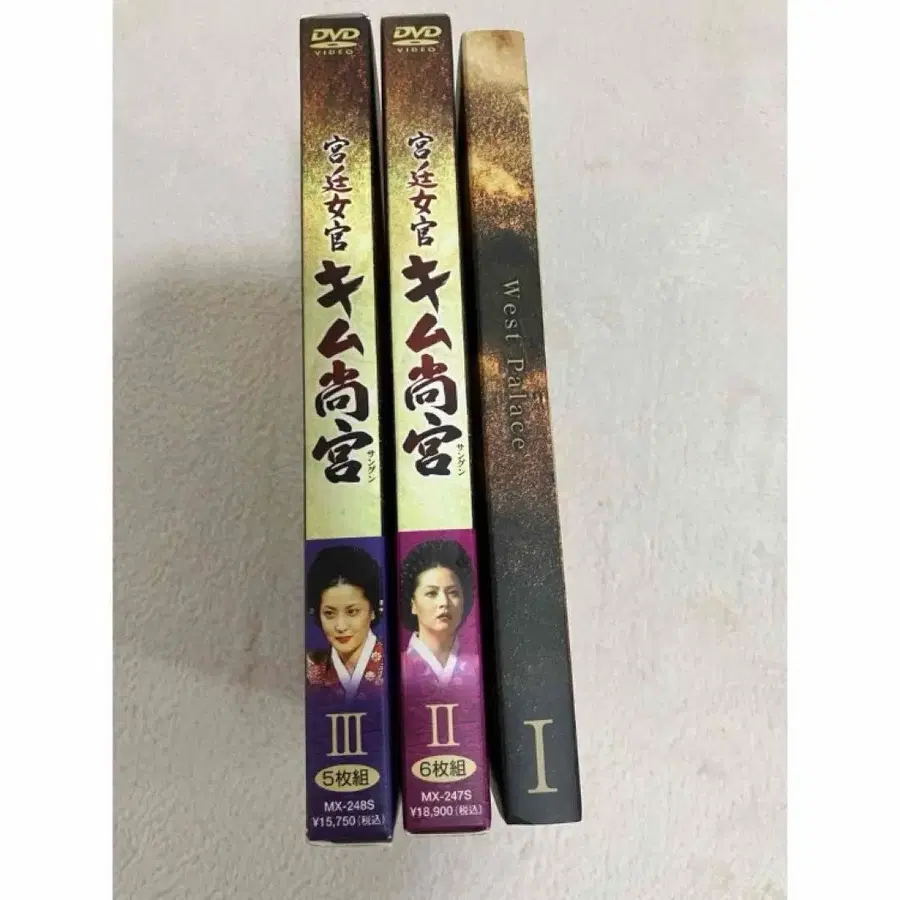 DVD
VIDEO
宮廷女官
キム尚宮
サングン
III
5枚組
MX-248S
¥15,750(税込)
DVD
VIDEO
宮廷女官
キム尚宮
サングン
II
6枚組
MX-247S
¥18,900(税込)
West Palace
I